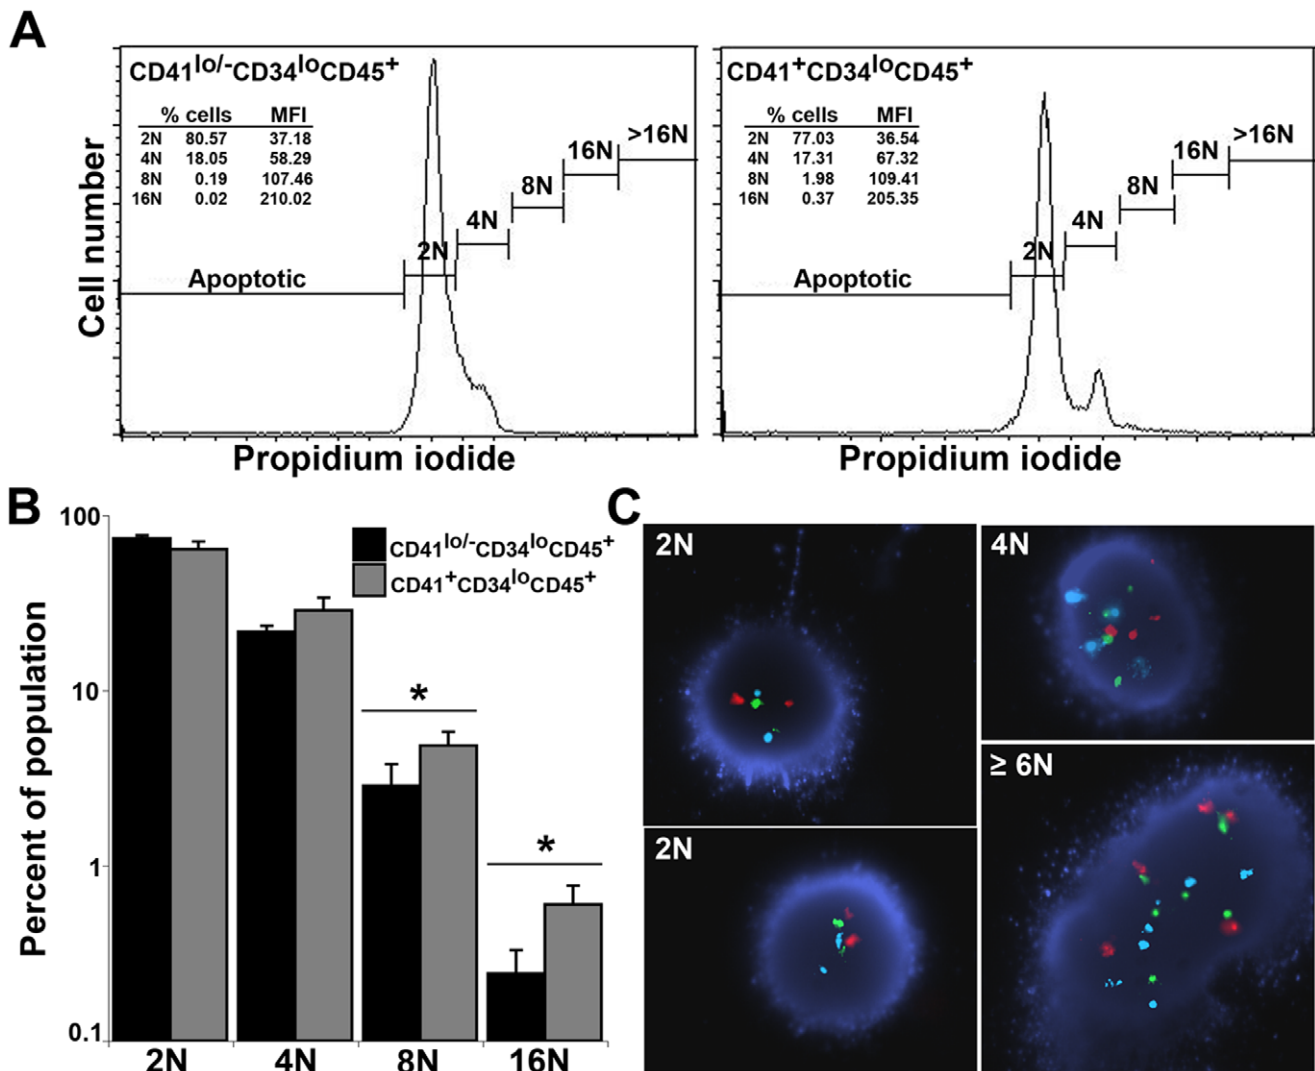 A
CD41lo/-CD34loCD45+
% cells MFI
2N 80.57 37.18
4N 18.05 58.29
8N 0.19 107.46
16N 0.02 210.02
Apoptotic
2N
4N
8N
16N
>16N
Cell number
Propidium iodide
CD41+CD34loCD45+
% cells MFI
2N 77.03 36.54
4N 17.31 67.32
8N 1.98 109.41
16N 0.37 205.35
Apoptotic
2N
4N
8N
16N
>16N
Propidium iodide
B
Percent of population
100
10
1
0.1
CD41lo/-CD34loCD45+
CD41+CD34loCD45+
*
*
2N 4N 8N 16N
C
2N
4N
2N
≥ 6N